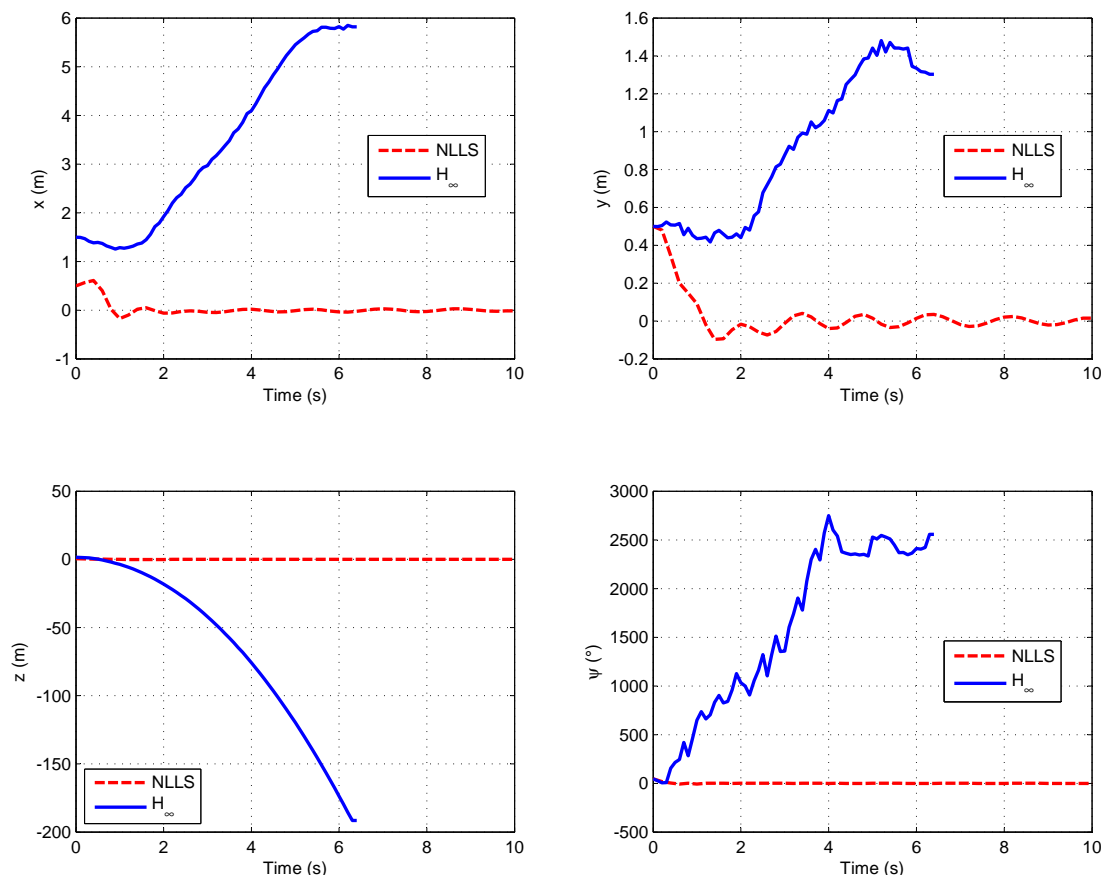 6
5
4
3
2
1
0
-1
x (m)
0 2 4 6 8 10
Time (s)
NLLS
H∞
1.6
1.4
1.2
1
0.8
0.6
0.4
0.2
0
-0.2
y (m)
0 2 4 6 8 10
Time (s)
NLLS
H∞
50
0
-50
-100
-150
-200
z (m)
0 2 4 6 8 10
Time (s)
NLLS
H∞
3000
2500
2000
1500
1000
500
0
-500
ψ (°)
0 2 4 6 8 10
Time (s)
NLLS
H∞